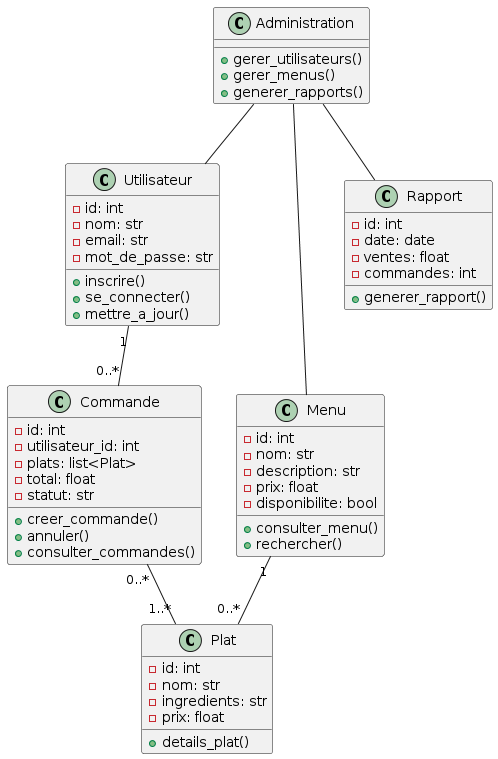 C Administration
gerer_utilisateurs()
gerer_menus()
generer_rapports()
C Utilisateur
id: int
nom: str
email: str
mot_de_passe: str
inscrire()
se_connecter()
mettre_a_jour()
C Rapport
id: int
date: date
ventes: float
commandes: int
generer_rapport()
1
0..*
C Commande
id: int
utilisateur_id: int
plats: list<Plat>
total: float
statut: str
creer_commande()
annuler()
consulter_commandes()
C Menu
id: int
nom: str
description: str
prix: float
disponibilite: bool
consulter_menu()
rechercher()
0..*
1..*
1
0..*
C Plat
id: int
nom: str
ingredients: str
prix: float
details_plat()